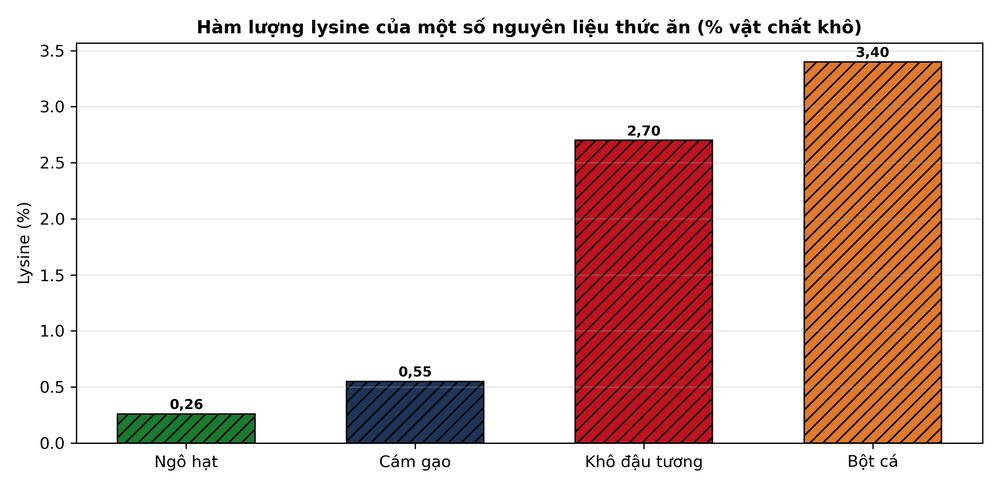 Hàm lượng lysine của một số nguyên liệu thức ăn (% vật chất khô)
Lysine (%)
3.5
3.0
2.5
2.0
1.5
1.0
0.5
0.0
0,26
0,55
2,70
3,40
Ngô hạt
Cám gạo
Khô đậu tương
Bột cá